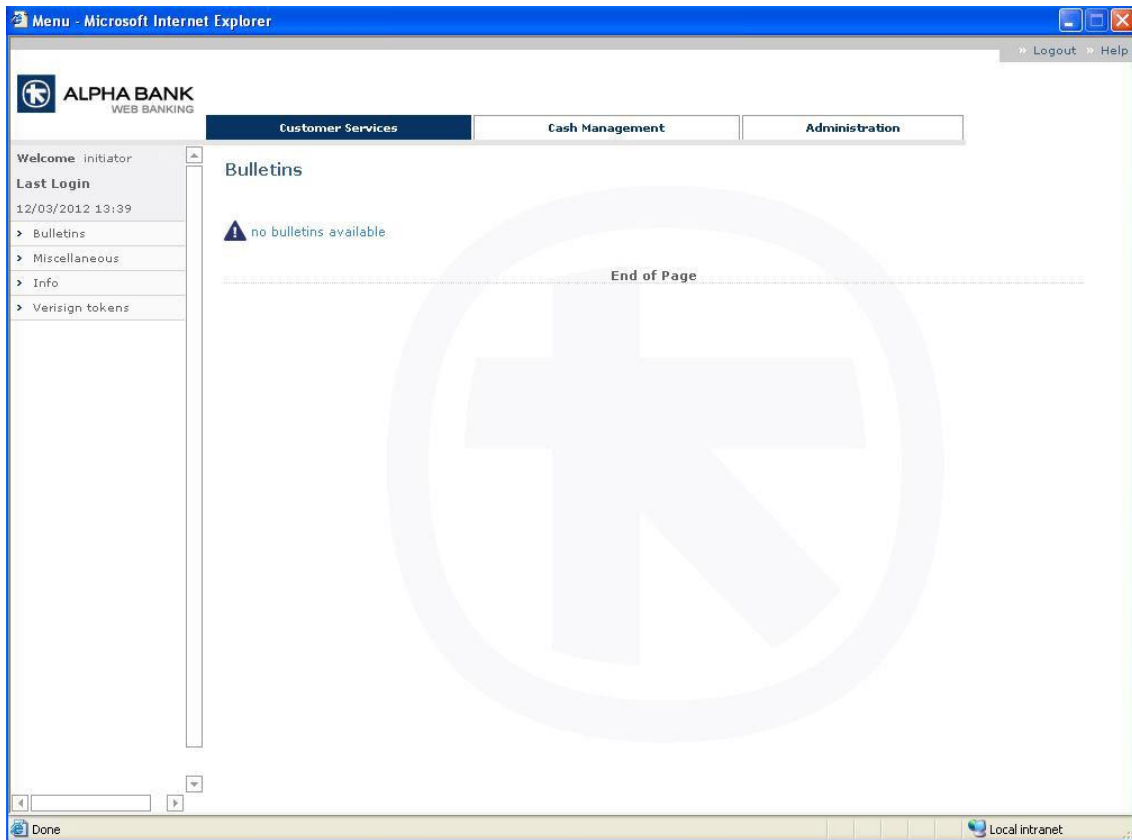 Menu - Microsoft Internet Explorer
» Logout » Help
ALPHA BANK
WEB BANKING
Customer Services Cash Management Administration
Welcome initiator
Last Login
12/03/2012 13:39
Bulletins
Miscellaneous
Info
Verisign tokens
Bulletins
no bulletins available
End of Page
Done Local intranet